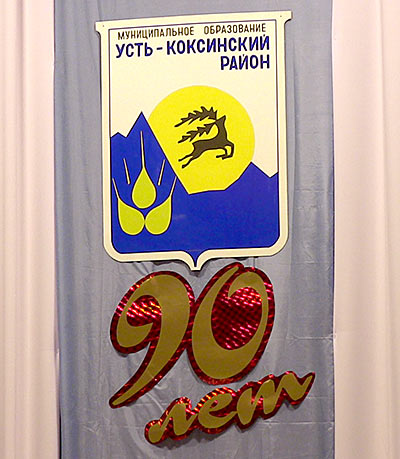 МУНИЦИПАЛЬНОЕ ОБРАЗОВАНИЕ
УСТЬ-КОКСИНСКИЙ
РАЙОН
90
лет